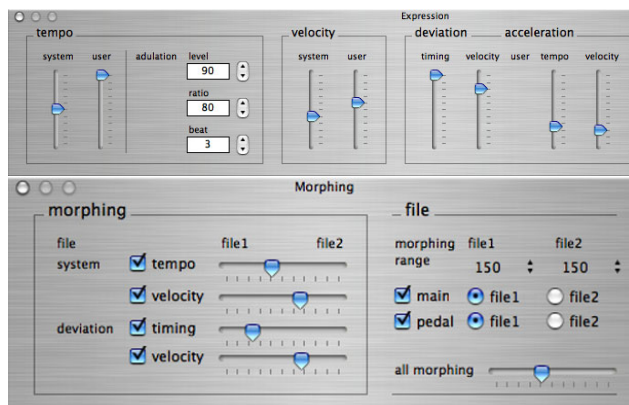 Expression
tempo
velocity
deviation acceleration
system user adulation level
system user
timing velocity user tempo velocity
90
ratio
80
beat
3
Morphing
morphing
file
file file1 file2
morphing range file1 file2
system tempo
150 150
velocity
main file1 file2
deviation timing
pedal file1 file2
velocity
all morphing